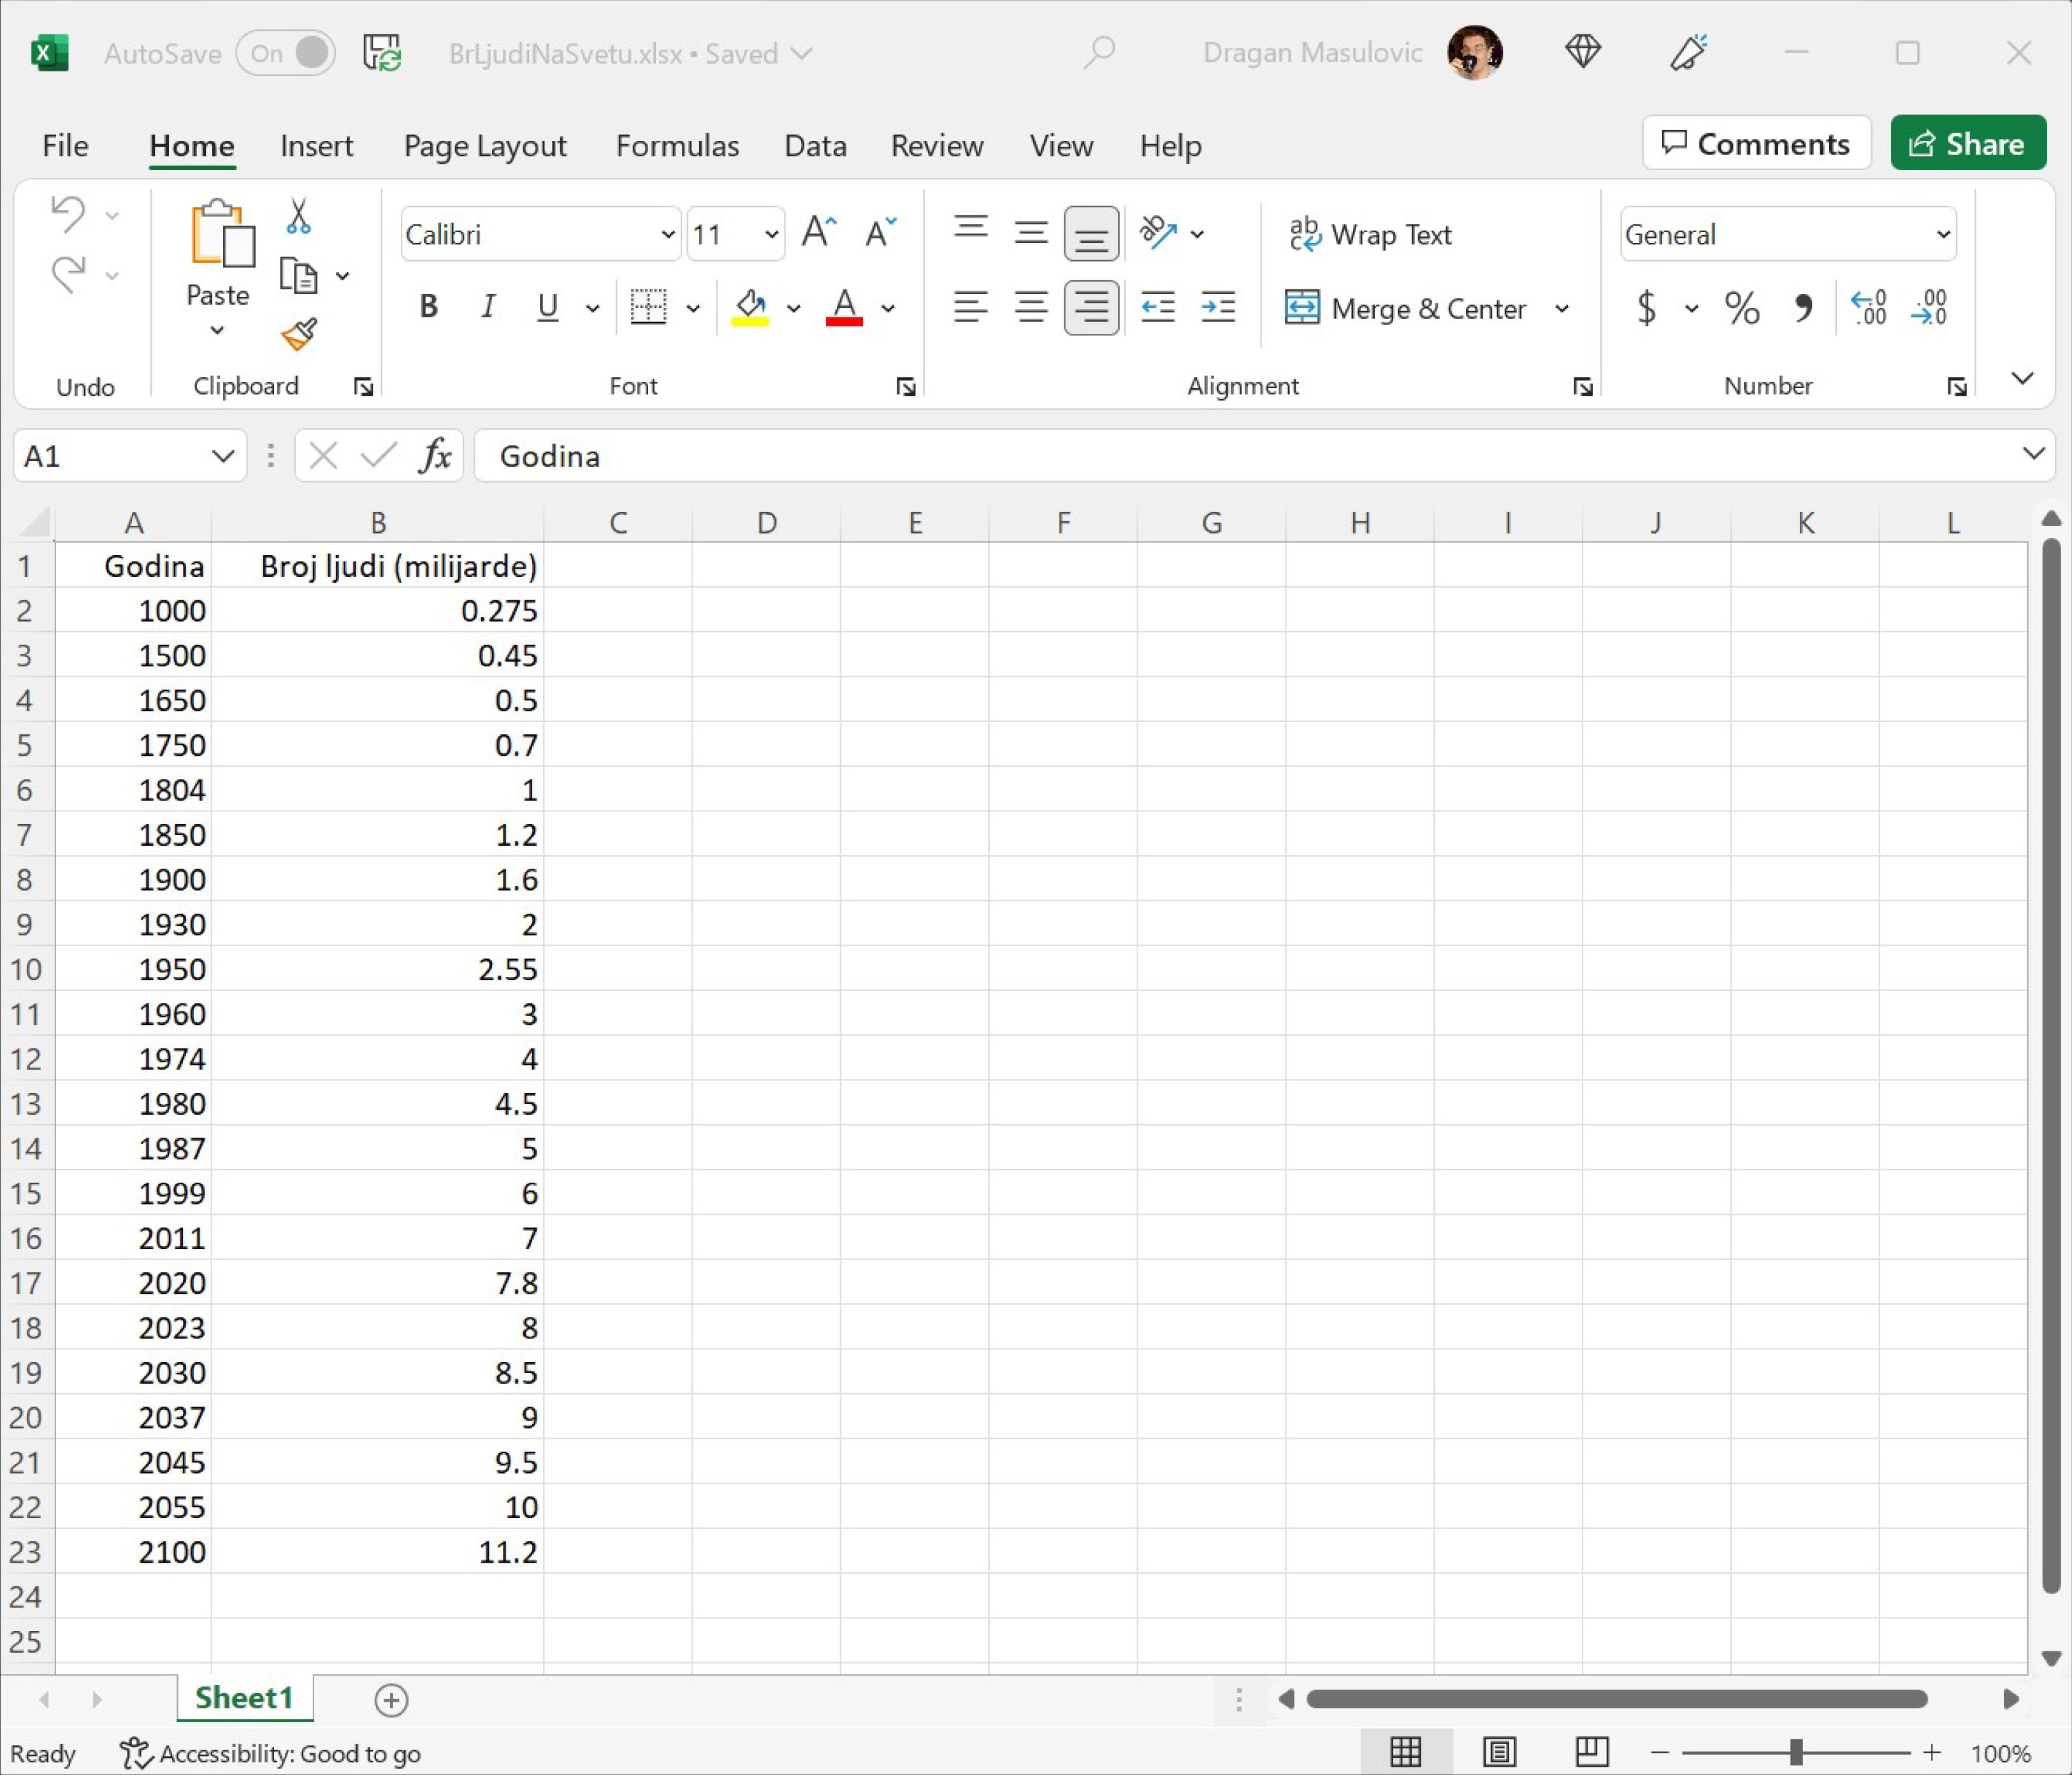 AutoSave On BrLjudiNaSvetu.xlsx • Saved Dragan Masulovic
File Home Insert Page Layout Formulas Data Review View Help Comments Share
Calibri 11 Wrap Text General
Paste B I U A Merge & Center $ % 9 .00 .00
Undo Clipboard Font Alignment Number
A1 fx Godina
A B C D E F G H I J K L
1 Godina Broj ljudi (milijarde)
2 1000 0.275
3 1500 0.45
4 1650 0.5
5 1750 0.7
6 1804 1
7 1850 1.2
8 1900 1.6
9 1930 2
10 1950 2.55
11 1960 3
12 1974 4
13 1980 4.5
14 1987 5
15 1999 6
16 2011 7
17 2020 7.8
18 2023 8
19 2030 8.5
20 2037 9
21 2045 9.5
22 2055 10
23 2100 11.2
24
25
Sheet1
Ready Accessibility: Good to go 100%